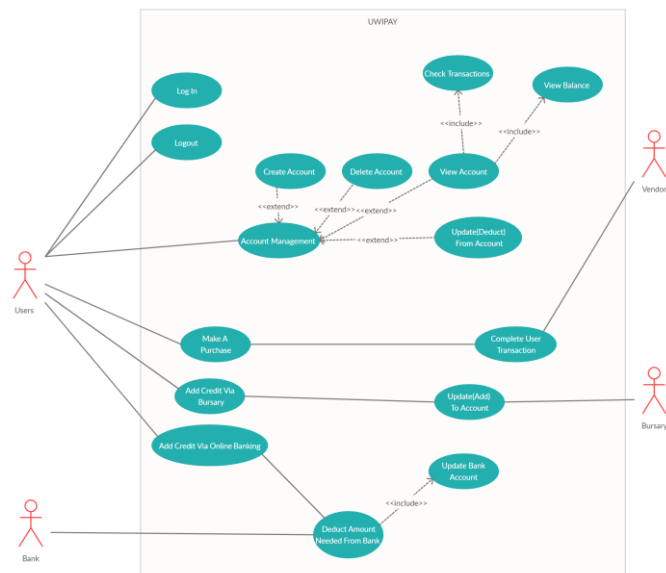 UWIPAY
Check Transactions
View Balance
Log In
<<include>>
<<include>>
Logout
Create Account
Delete Account
View Account
Vendor
<<extend>>
<<extend>>
<<extend>>
Account Management
<<extend>>
Update(Deduct)
From Account
Users
Make A
Purchase
Complete User
Transaction
Add Credit Via
Bursary
Update(Add)
To Account
Bursary
Add Credit Via Online Banking
Update Bank
Account
<<include>>
Deduct Amount
Needed From Bank
Bank